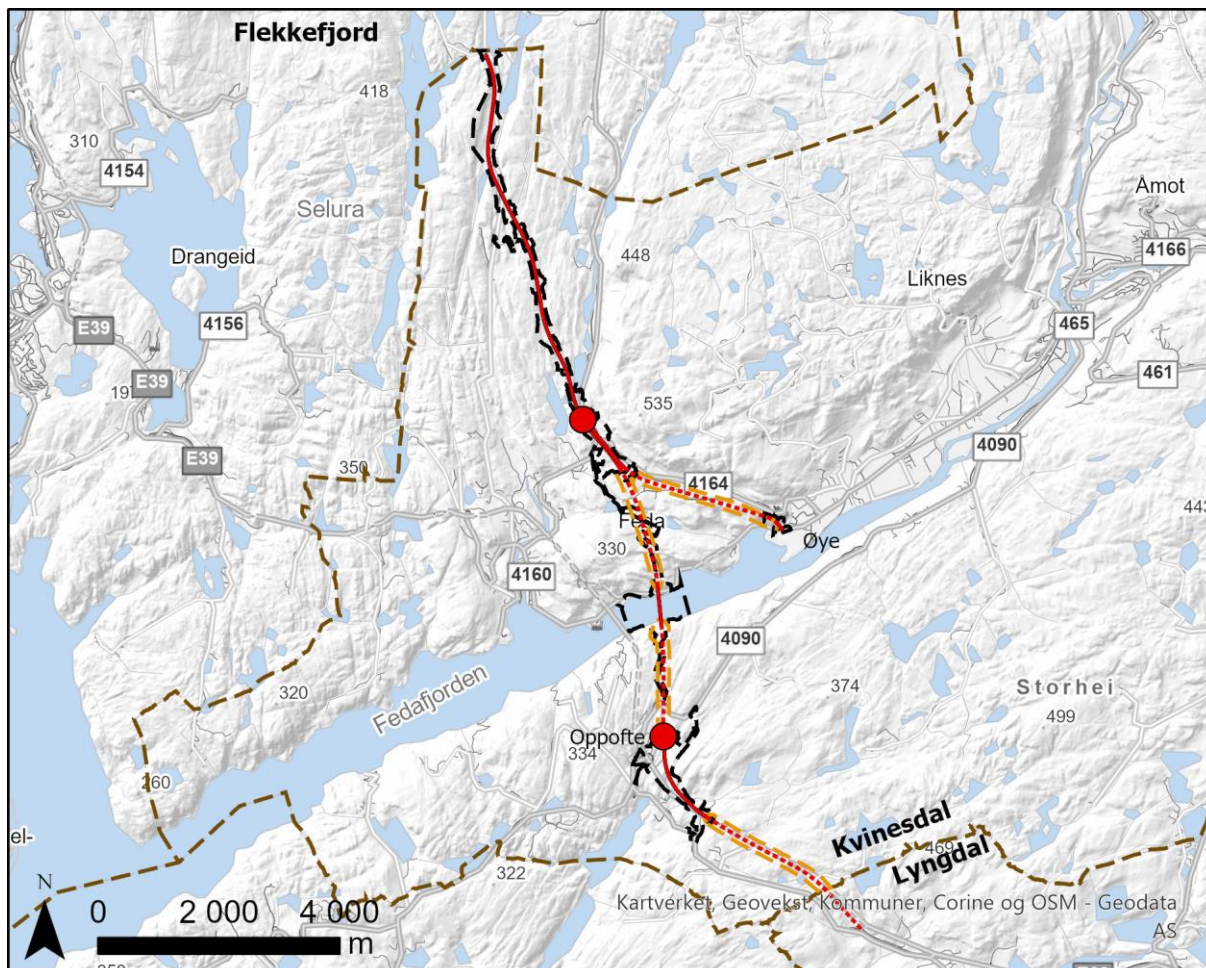 Flekkefjord
418
310
4154
Åmot
Selura
4166
Drangeid
448
Liknes
E39
4156
465
461
E39
535
4090
E39
350
4164
443
Feda
330
Øye
4160
4090
Fedafjorden
320
374
Storhei
499
Oppofte
334
260
Kvinesdal
469
Lyngdal
el-
322
N
0 2 000 4 000
m
Kartverket, Geovekst, Kommuner, Corine og OSM - Geodata
AS